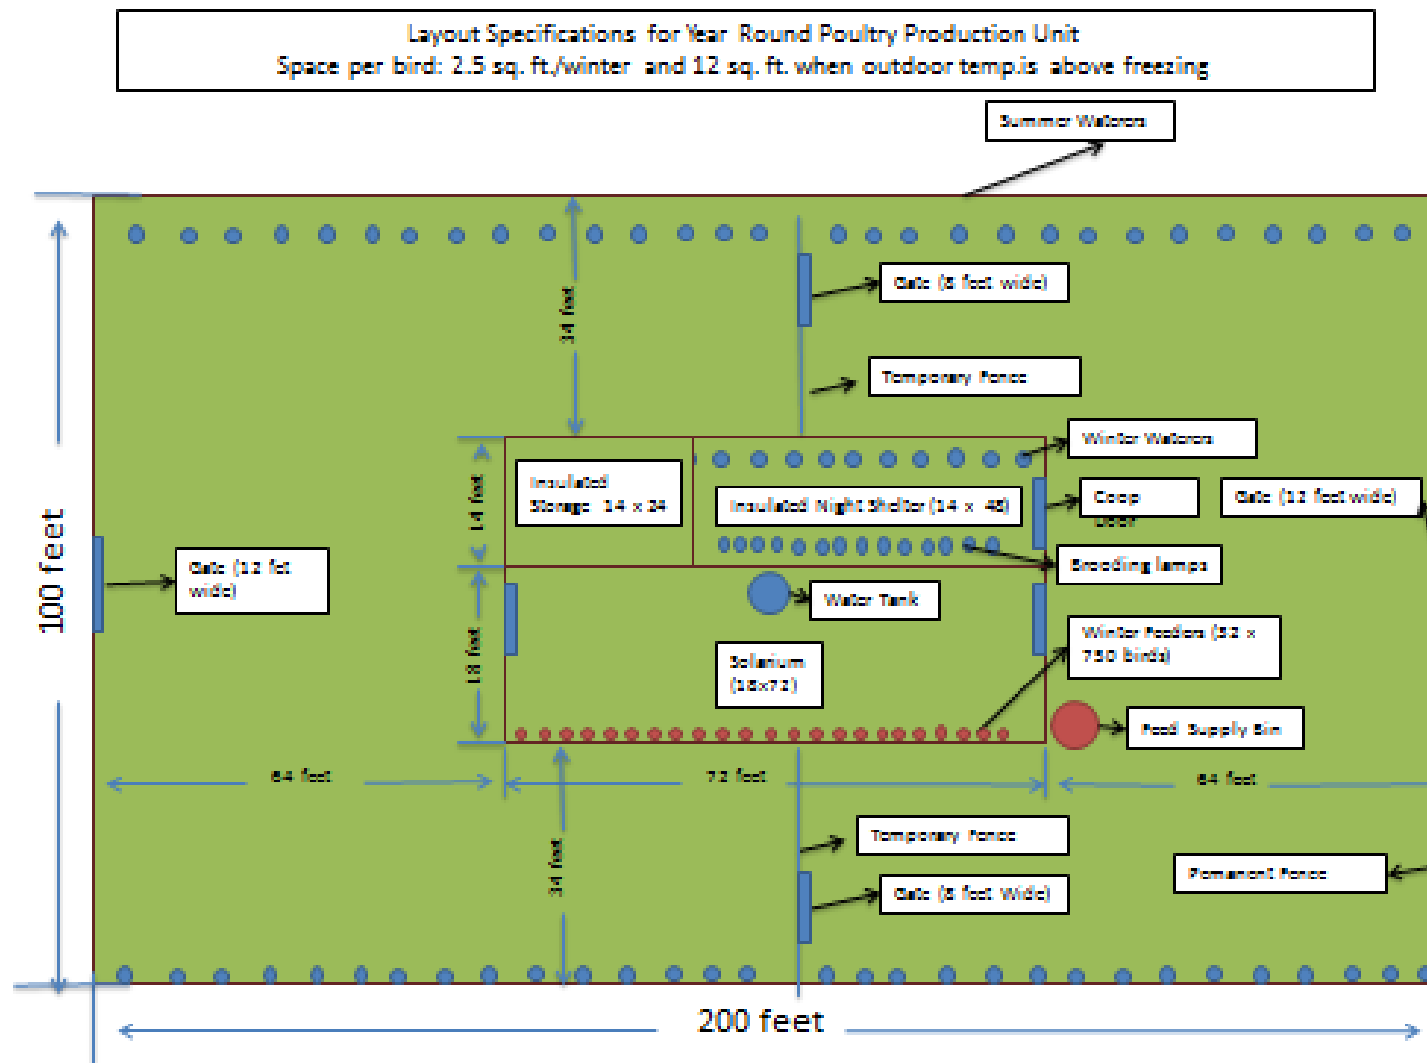 Layout Specifications for Year Round Poultry Production Unit
Space per bird: 2.5 sq. ft./winter and 12 sq. ft. when outdoor temp.is above freezing
Summer Waterers
Gate (8 feet wide)
34 feet
Temporary Fence
Winter Waterers
Insulated
Storage 14 x 24
14 feet
Insulated Night Shelter (14 x 48)
Coop
Door
Gate (12 feet wide)
100 feet
Gate (12 fet
wide)
Brooding lamps
Water Tank
Winter Feeders (32 x
750 birds)
18 feet
Solarium
(18x72)
Feed Supply Bin
64 feet
72 feet
64 feet
Temporary Fence
34 feet
Permanent Fence
Gate (8 feet Wide)
200 feet